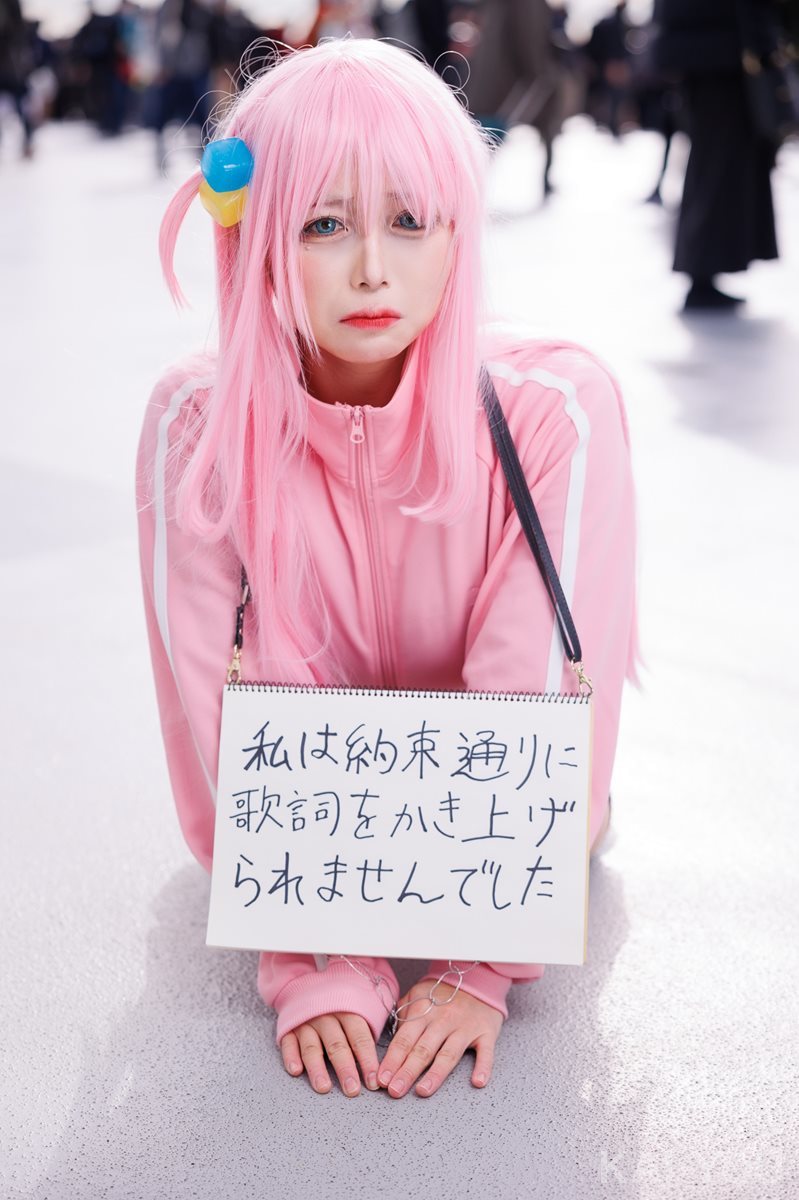 私は約束通りに
歌詞をかき上げ
られませんでした